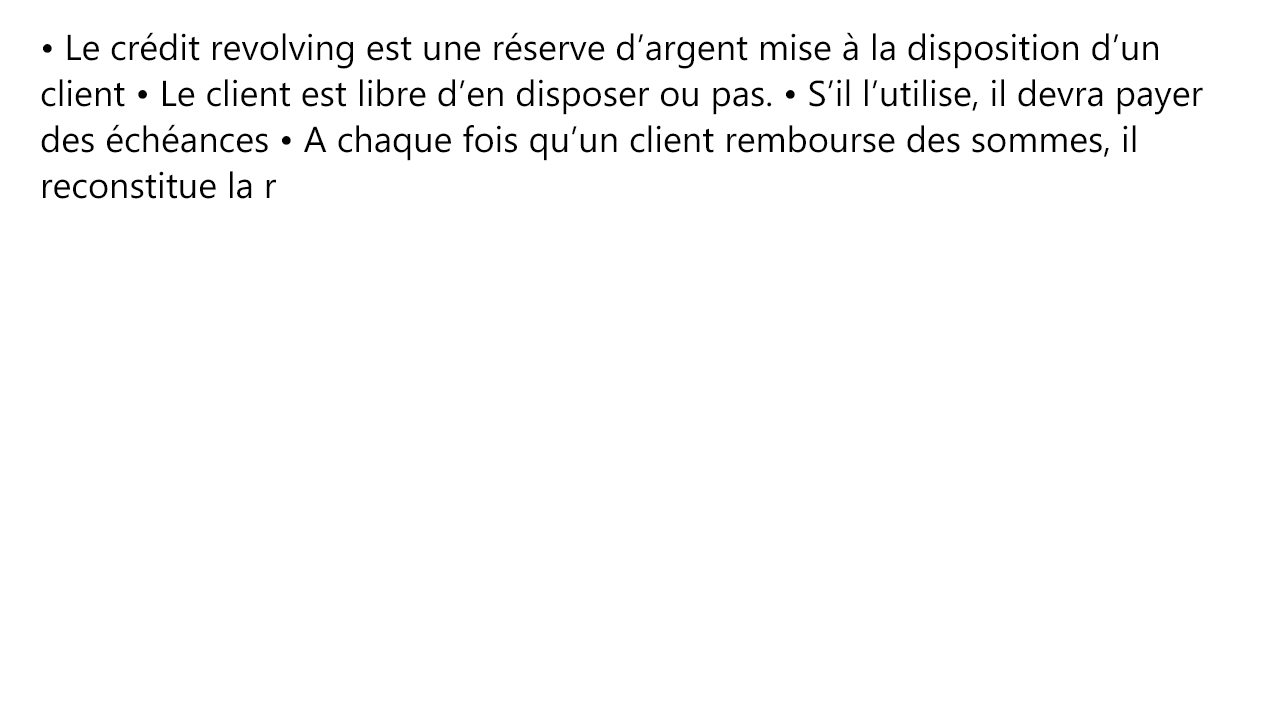 • Le crédit revolving est une réserve d’argent mise à la disposition d’un
client • Le client est libre d’en disposer ou pas. • S’il l’utilise, il devra payer
des échéances • A chaque fois qu’un client rembourse des sommes, il
reconstitue la r